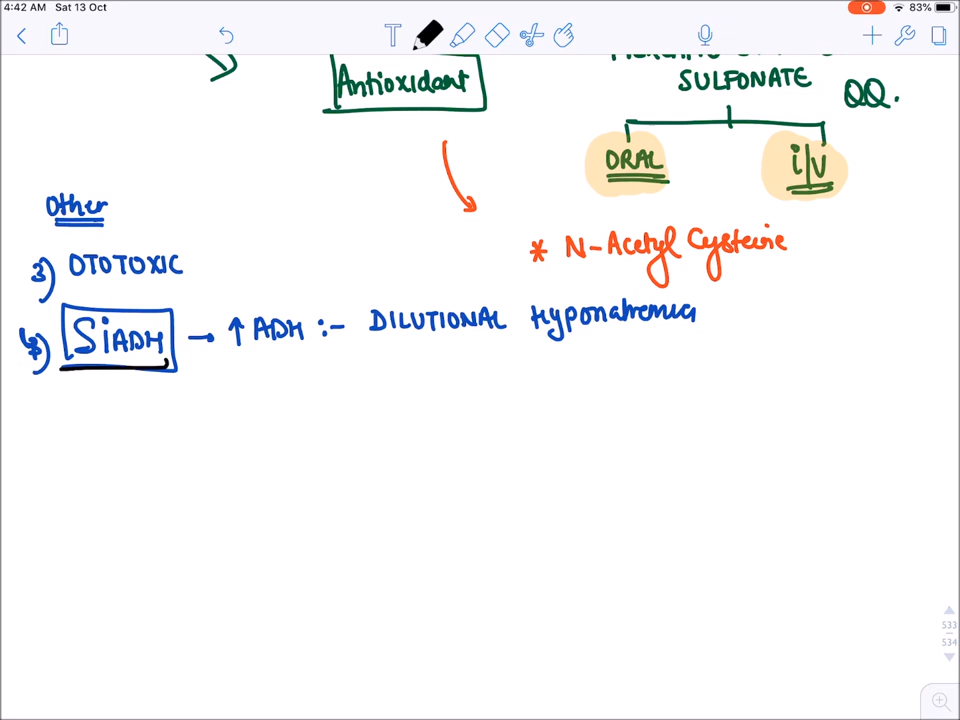 4:42 AM Sat 13 Oct 83%
T
Antioxidant
SULFONATE
QQ.
ORAL i/V
Other
* N-Acetyl Cysteine
3) OTOTOXIC
4) SiADH → ↑ ADH :- DILUTIONAL Hyponatremia
533
534